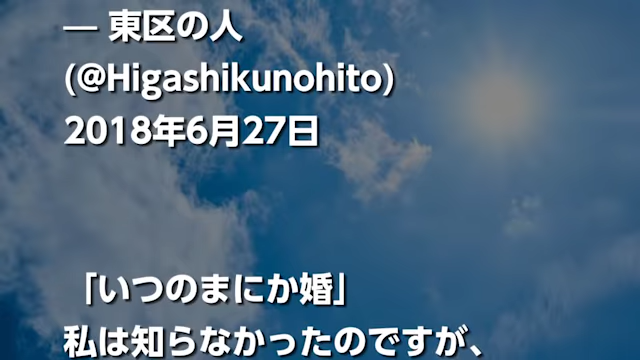 ― 東区の人
(@Higashikunohito)
2018年6月27日
「いつのまにか婚」
私は知らなかったのですが、